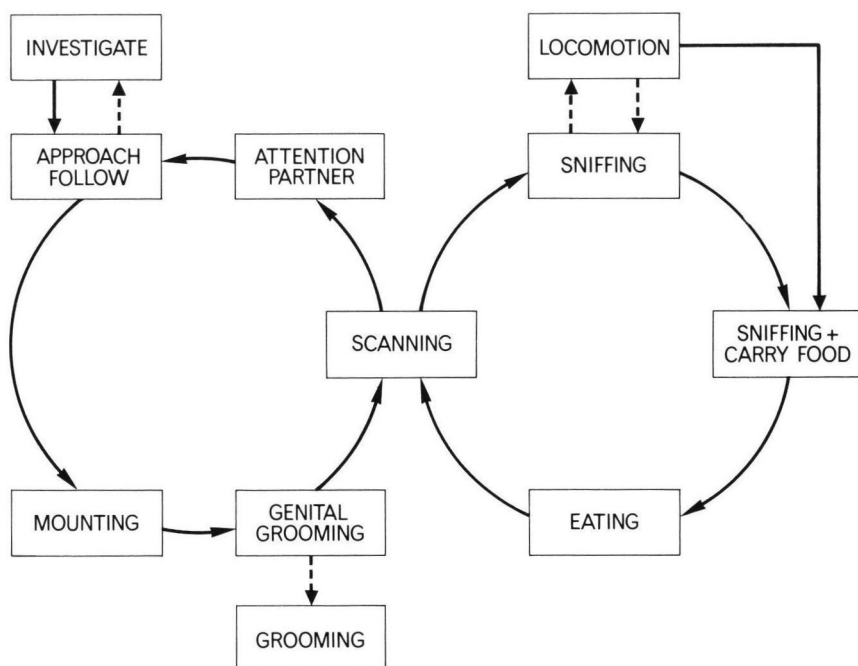 INVESTIGATE
LOCOMOTION
APPROACH
FOLLOW
ATTENTION
PARTNER
SNIFFING
SCANNING
SNIFFING +
CARRY FOOD
MOUNTING
GENITAL
GROOMING
EATING
GROOMING